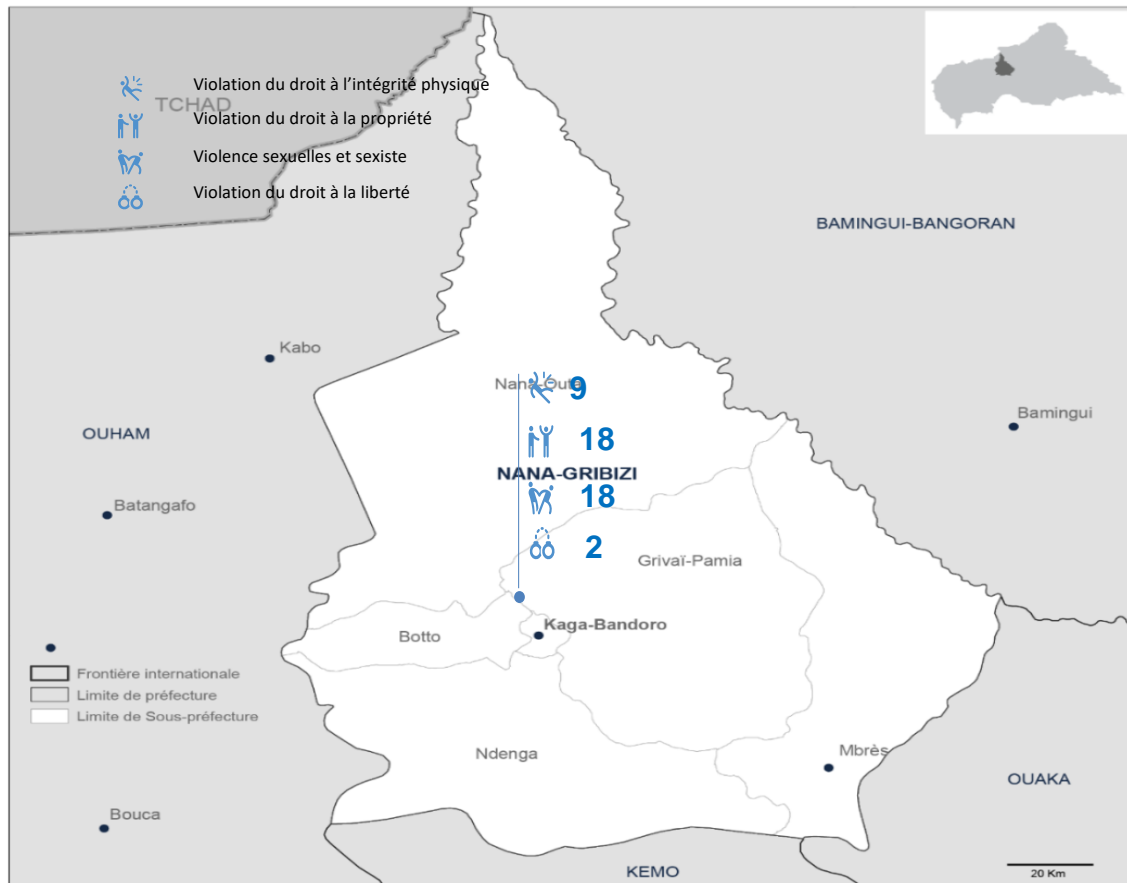 Violation du droit à l’intégrité physique
TCHAD
Violation du droit à la propriété
Violence sexuelles et sexiste
Violation du droit à la liberté
BAMINGUI-BANGORAN
Kabo
Nana-Outa
9
Bamingui
OUHAM
18
NANA-GRIBIZI
18
Batangafo
2
Grivaï-Pamia
Kaga-Bandoro
Botto
Frontière internationale
Limite de préfecture
Limite de Sous-préfecture
Ndenga
Mbrès
OUAKA
Bouca
KEMO
20 Km